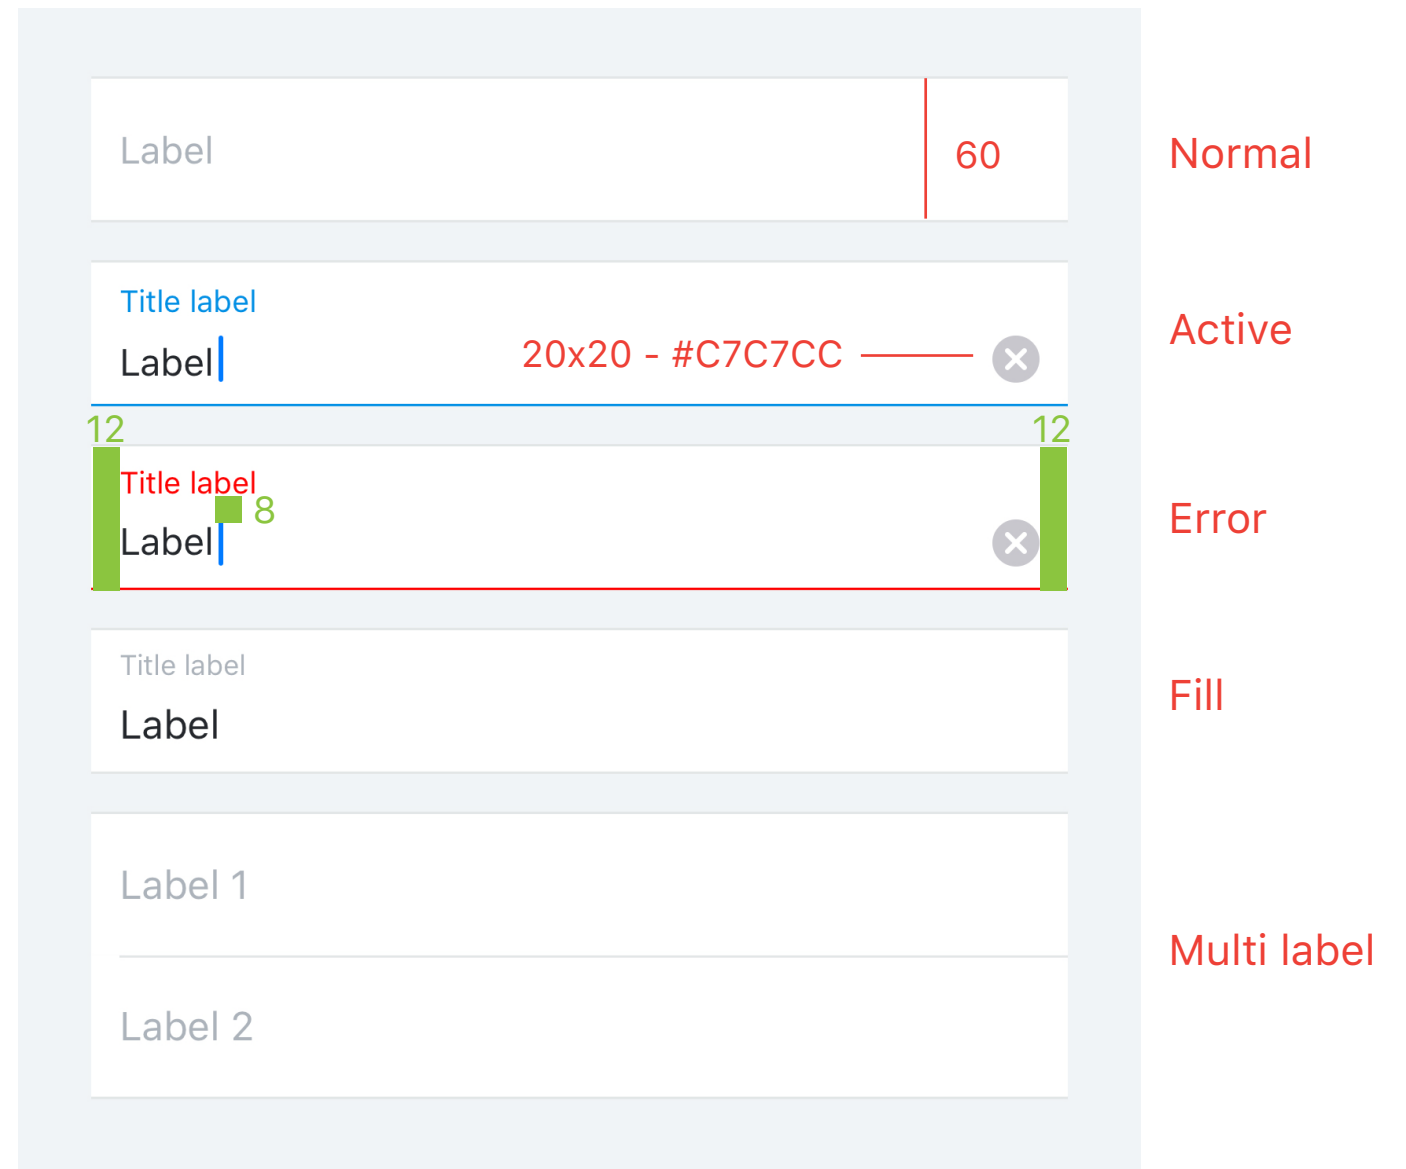 Label
60
Normal
Title label
Label
20x20 - #C7C7CC
Active
12
12
Title label
8
Label
Error
Title label
Label
Fill
Label 1
Label 2
Multi label